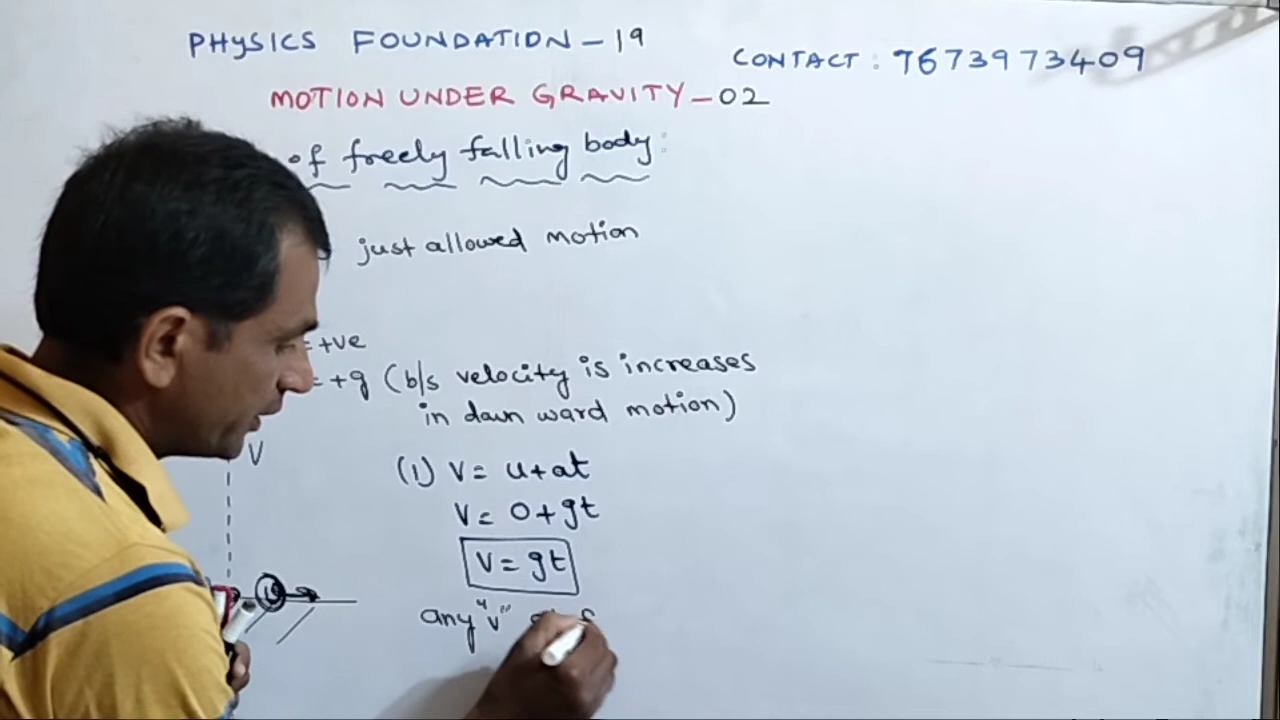 PHYSICS FOUNDATION - 19
CONTACT : 7673973409
MOTION UNDER GRAVITY - 02
of freely falling body:
just allowed motion
= +ve
= +g (b/s velocity is increases
in dawn ward motion)
V
(1) V = u+at
V = 0+gt
V = gt
any "v"